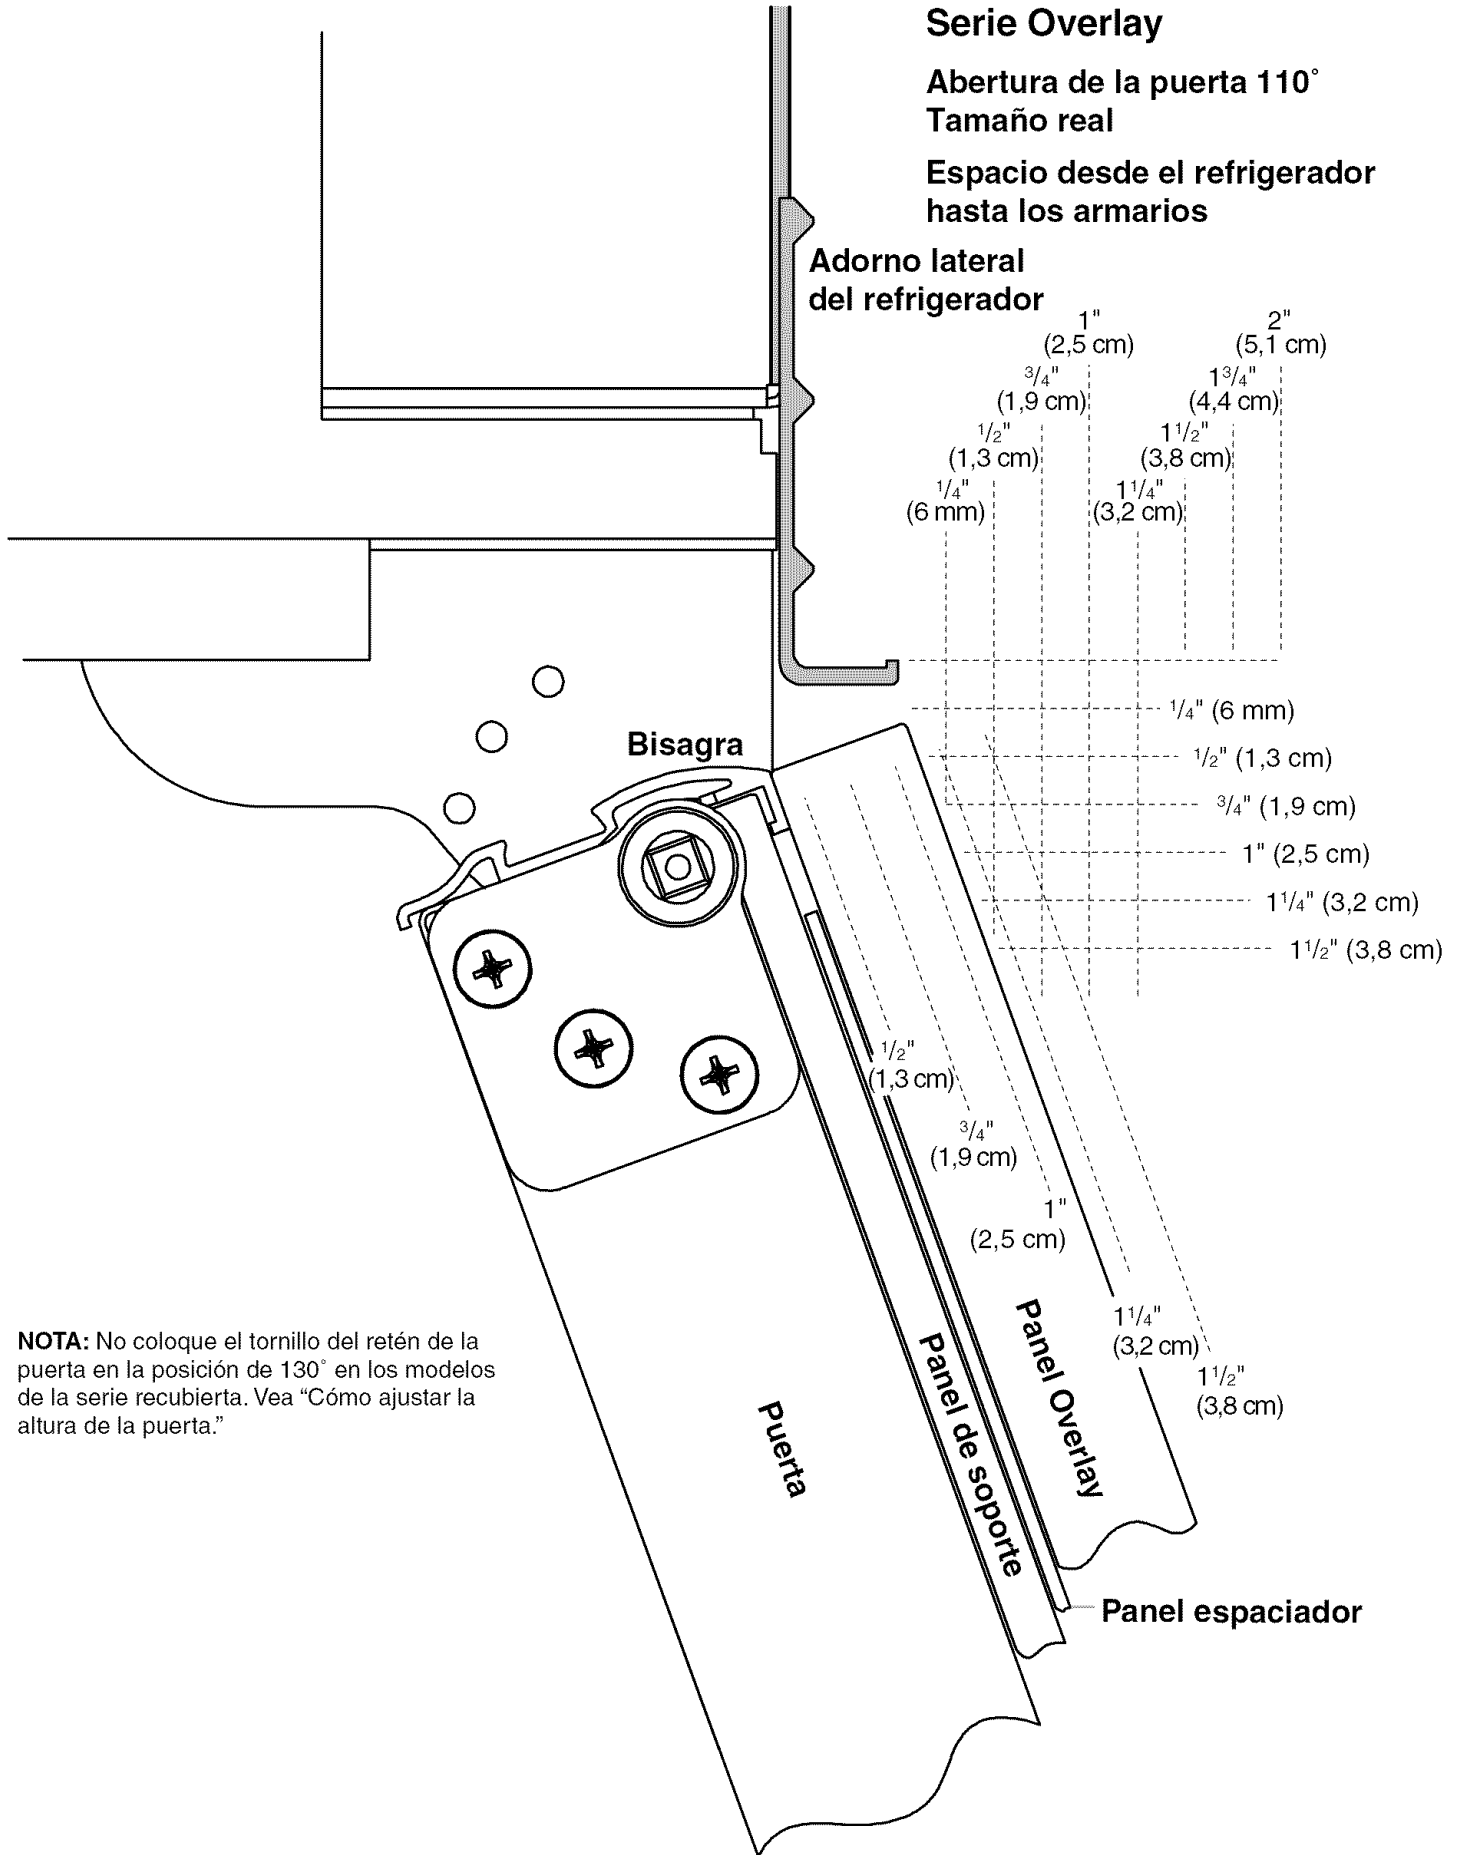 Serie Overlay
Abertura de la puerta 110˚
Tamaño real
Espacio desde el refrigerador
hasta los armarios
Adorno lateral
del refrigerador
1"
(2,5 cm)
2"
(5,1 cm)
3/4"
(1,9 cm)
1 3/4"
(4,4 cm)
1/2"
(1,3 cm)
1 1/2"
(3,8 cm)
1/4"
(6 mm)
1 1/4"
(3,2 cm)
1/4" (6 mm)
Bisagra
1/2" (1,3 cm)
3/4" (1,9 cm)
1" (2,5 cm)
1 1/4" (3,2 cm)
1 1/2" (3,8 cm)
1/2"
(1,3 cm)
3/4"
(1,9 cm)
1"
(2,5 cm)
1 1/4"
(3,2 cm)
1 1/2"
(3,8 cm)
NOTA: No coloque el tornillo del retén de la
puerta en la posición de 130˚ en los modelos
de la serie recubierta. Vea “Cómo ajustar la
altura de la puerta.”
Puerta
Panel de soporte
Panel Overlay
Panel espaciador